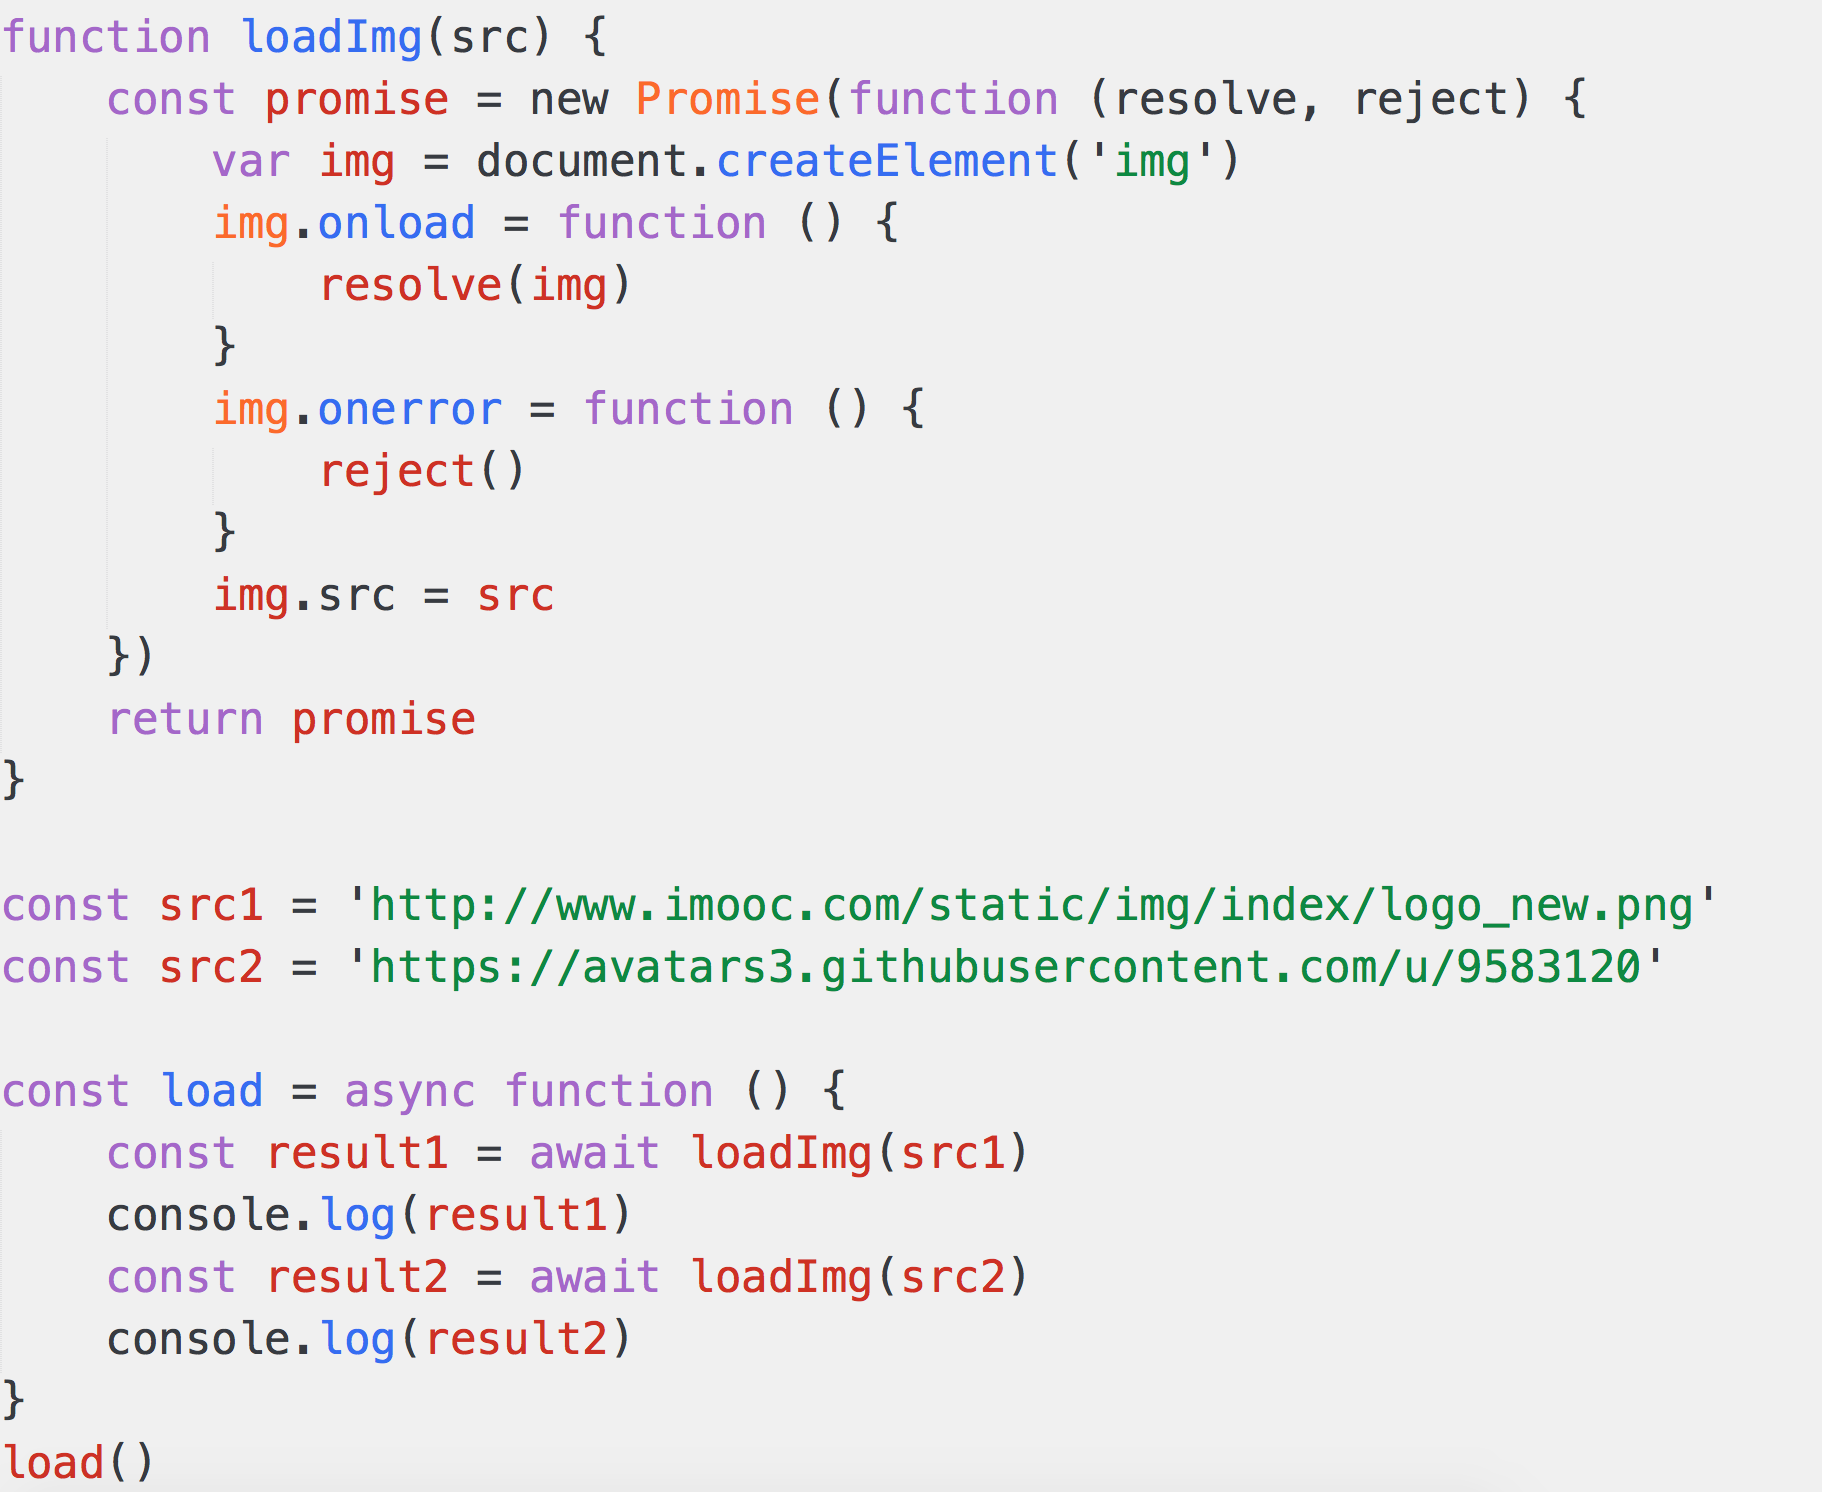 function loadImg(src) {
    const promise = new Promise(function (resolve, reject) {
        var img = document.createElement('img')
        img.onload = function () {
            resolve(img)
        }
        img.onerror = function () {
            reject()
        }
        img.src = src
    })
    return promise
}

const src1 = 'http://www.imooc.com/static/img/index/logo_new.png'
const src2 = 'https://avatars3.githubusercontent.com/u/9583120'

const load = async function () {
    const result1 = await loadImg(src1)
    console.log(result1)
    const result2 = await loadImg(src2)
    console.log(result2)
}
load()